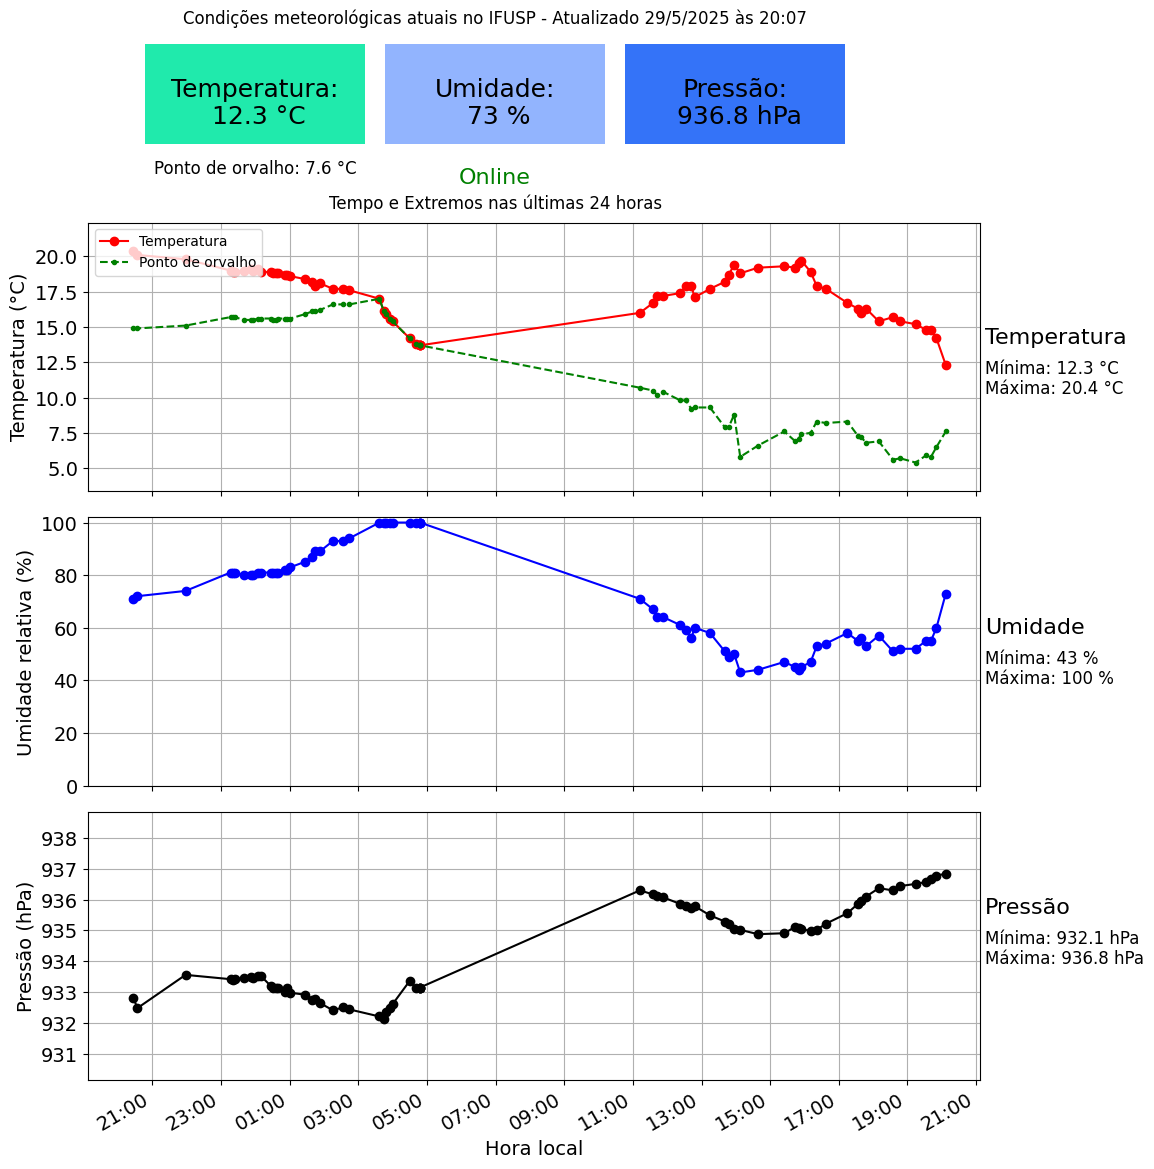 Condições meteorológicas atuais no IFUSP - Atualizado 29/5/2025 às 20:07
Temperatura:
12.3 °C
Umidade:
73 %
Pressão:
936.8 hPa
Ponto de orvalho: 7.6 °C
Online
Tempo e Extremos nas últimas 24 horas
Temperatura
Ponto de orvalho
Temperatura (°C)
20.0
17.5
15.0
12.5
10.0
7.5
5.0
Temperatura
Mínima: 12.3 °C
Máxima: 20.4 °C
Umidade relativa (%)
100
80
60
40
20
0
Umidade
Mínima: 43 %
Máxima: 100 %
Pressão (hPa)
938
937
936
935
934
933
932
931
Pressão
Mínima: 932.1 hPa
Máxima: 936.8 hPa
21:00
23:00
01:00
03:00
05:00
07:00
09:00
11:00
13:00
15:00
17:00
19:00
21:00
Hora local